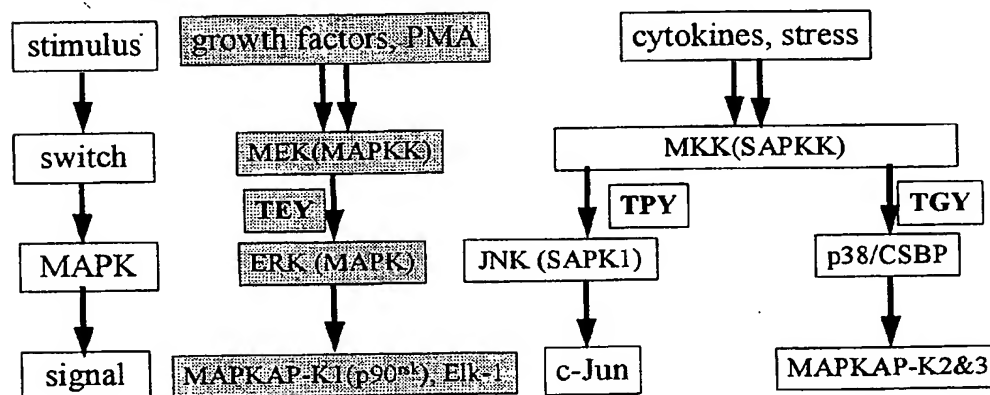 stimulus
growth factors, PMA
cytokines, stress
switch
MEK(MAPKK)
MKK(SAPKK)
TEY
TPY
TGY
MAPK
ERK (MAPK)
JNK (SAPK1)
p38/CSBP
signal
MAPKAP-K1(p90rsk), Elk-1
c-Jun
MAPKAP-K2&3